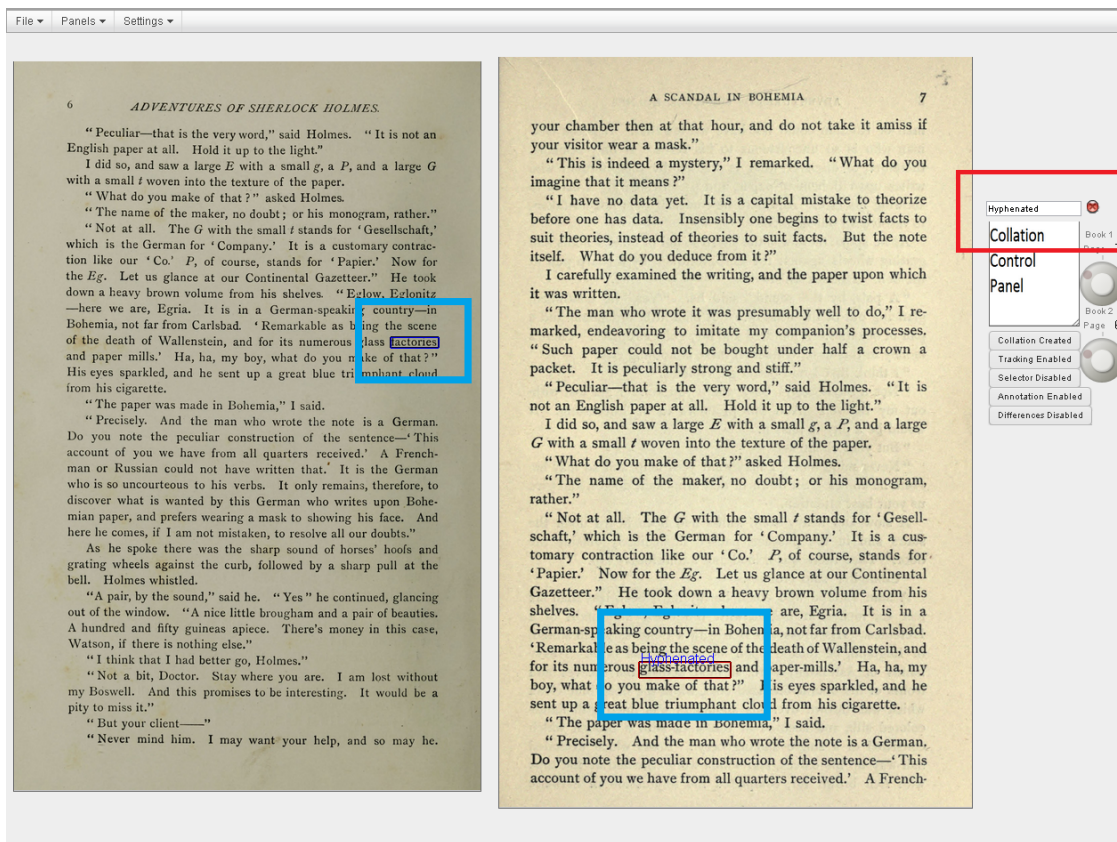 File ▾ Panels ▾ Settings ▾
6 ADVENTURES OF SHERLOCK HOLMES.
“Peculiar—that is the very word,” said Holmes. “It is not an
English paper at all. Hold it up to the light.”
I did so, and saw a large E with a small g, a P, and a large G
with a small t woven into the texture of the paper.
“What do you make of that?” asked Holmes.
“The name of the maker, no doubt; or his monogram, rather.”
“Not at all. The G with the small t stands for ‘Gesellschaft,’
which is the German for ‘Company.’ It is a customary contrac-
tion like our ‘Co.’ P, of course, stands for ‘Papier.’ Now for
the Eg. Let us glance at our Continental Gazetteer.” He took
down a heavy brown volume from his shelves. “Eglow, Eglonitz
—here we are, Egria. It is in a German-speaking country—in
Bohemia, not far from Carlsbad. ‘Remarkable as being the scene
of the death of Wallenstein, and for its numerous glass factories
and paper mills.’ Ha, ha, my boy, what do you make of that?”
His eyes sparkled, and he sent up a great blue triumphant cloud
from his cigarette.
“The paper was made in Bohemia,” I said.
“Precisely. And the man who wrote the note is a German.
Do you note the peculiar construction of the sentence—‘This
account of you we have from all quarters received.’ A French-
man or Russian could not have written that. It is the German
who is so uncourteous to his verbs. It only remains, therefore, to
discover what is wanted by this German who writes upon Bohe-
mian paper, and prefers wearing a mask to showing his face. And
here he comes, if I am not mistaken, to resolve all our doubts.”
As he spoke there was the sharp sound of horses’ hoofs and
grating wheels against the curb, followed by a sharp pull at the
bell. Holmes whistled.
“A pair, by the sound,” said he. “Yes” he continued, glancing
out of the window. “A nice little brougham and a pair of beauties.
A hundred and fifty guineas apiece. There’s money in this case,
Watson, if there is nothing else.”
“I think that I had better go, Holmes.”
“Not a bit, Doctor. Stay where you are. I am lost without
my Boswell. And this promises to be interesting. It would be a
pity to miss it.”
“But your client——”
“Never mind him. I may want your help, and so may he.
A SCANDAL IN BOHEMIA 7
your chamber then at that hour, and do not take it amiss if
your visitor wear a mask.”
“This is indeed a mystery,” I remarked. “What do you
imagine that it means?”
“I have no data yet. It is a capital mistake to theorize
before one has data. Insensibly one begins to twist facts to
suit theories, instead of theories to suit facts. But the note
itself. What do you deduce from it?”
I carefully examined the writing, and the paper upon which
it was written.
“The man who wrote it was presumably well to do,” I re-
marked, endeavoring to imitate my companion’s processes.
“Such paper could not be bought under half a crown a
packet. It is peculiarly strong and stiff.”
“Peculiar—that is the very word,” said Holmes. “It is
not an English paper at all. Hold it up to the light.”
I did so, and saw a large E with a small g, a P, and a large
G with a small t woven into the texture of the paper.
“What do you make of that?” asked Holmes.
“The name of the maker, no doubt; or his monogram,
rather.”
“Not at all. The G with the small t stands for ‘Gesell-
schaft,’ which is the German for ‘Company.’ It is a cus-
tomary contraction like our ‘Co.’ P, of course, stands for
‘Papier.’ Now for the Eg. Let us glance at our Continental
Gazetteer.” He took down a heavy brown volume from his
shelves. are, Egria. It is in a
German-speaking country—in Bohemia, not far from Carlsbad.
‘Remarkable as being the scene of the death of Wallenstein, and
Hyphenated
for its numerous glass-factories and paper-mills.’ Ha, ha, my
boy, what do you make of that?” His eyes sparkled, and he
sent up a great blue triumphant cloud from his cigarette.
“The paper was made in Bohemia,” I said.
“Precisely. And the man who wrote the note is a German.
Do you note the peculiar construction of the sentence—‘This
account of you we have from all quarters received.’ A French-
Hyphenated
Collation
Control
Panel
Book 1
Book 2
Page
Collation Created
Tracking Enabled
Selector Disabled
Annotation Enabled
Differences Disabled